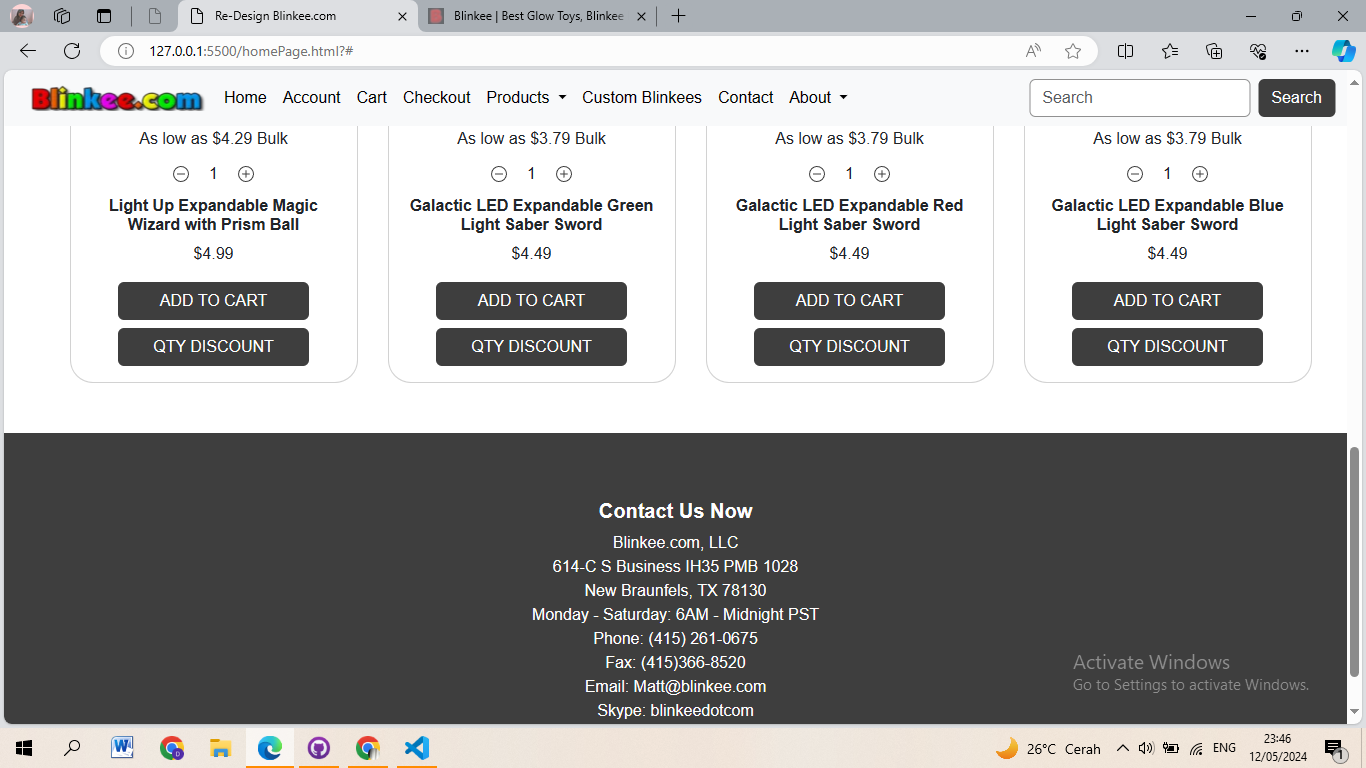 Re-Design Blinkee.com
Blinkee | Best Glow Toys, Blinkee
127.0.0.1:5500/homePage.html?#
Blinkee.com Home Account Cart Checkout Products Custom Blinkees Contact About Search Search
As low as $4.29 Bulk As low as $3.79 Bulk As low as $3.79 Bulk As low as $3.79 Bulk
1 1 1 1
Light Up Expandable Magic Galactic LED Expandable Green Galactic LED Expandable Red Galactic LED Expandable Blue
Wizard with Prism Ball Light Saber Sword Light Saber Sword Light Saber Sword
$4.99 $4.49 $4.49 $4.49
ADD TO CART ADD TO CART ADD TO CART ADD TO CART
QTY DISCOUNT QTY DISCOUNT QTY DISCOUNT QTY DISCOUNT
Contact Us Now
Blinkee.com, LLC
614-C S Business IH35 PMB 1028
New Braunfels, TX 78130
Monday - Saturday: 6AM - Midnight PST
Phone: (415) 261-0675
Fax: (415)366-8520
Email: Matt@blinkee.com
Skype: blinkeedotcom
Activate Windows
Go to Settings to activate Windows.
26°C Cerah ENG 23:46
12/05/2024 1